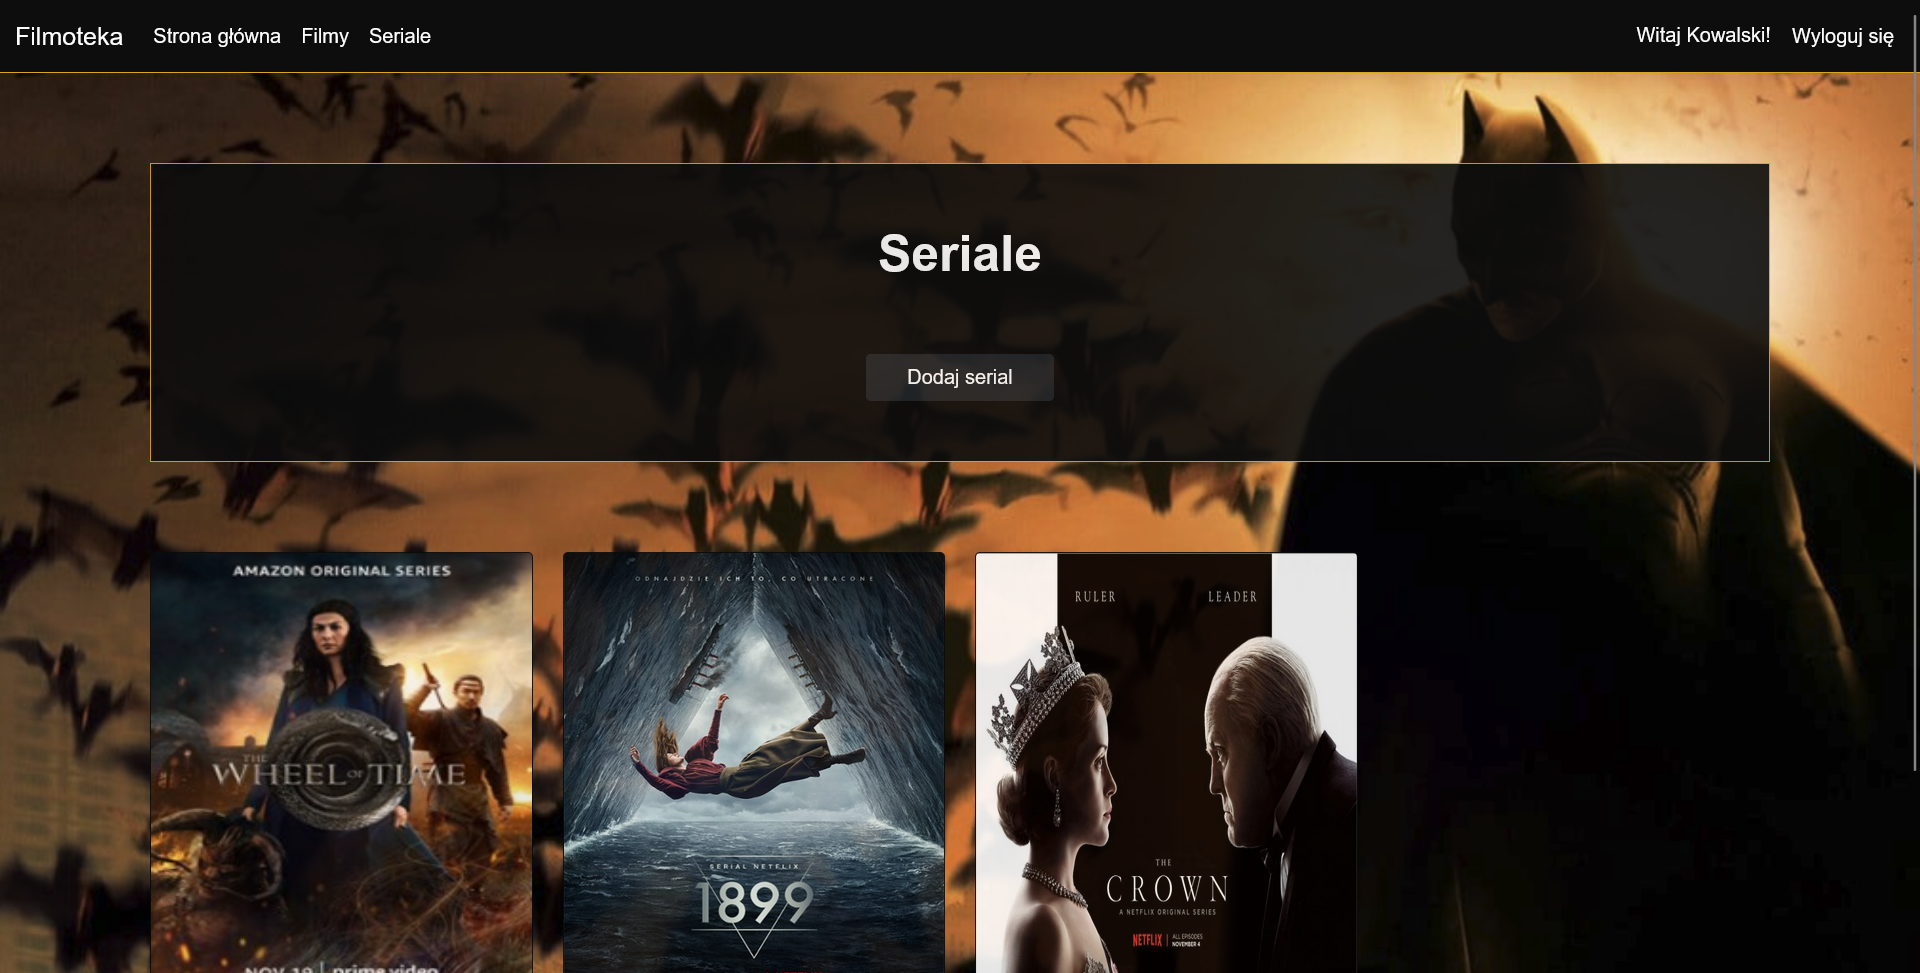 Filmoteka Strona główna Filmy Seriale Witaj Kowalski! Wyloguj się
Seriale
Dodaj serial
AMAZON ORIGINAL SERIES
THE
WHEEL OF TIME
NOV 19 | prime video
ODNAJDZIE ICH TO, CO UTRACONE
SERIAL NETFLIX
1899
RULER LEADER
THE
CROWN
A NETFLIX ORIGINAL SERIES
NETFLIX | ALL EPISODES
NOVEMBER 4